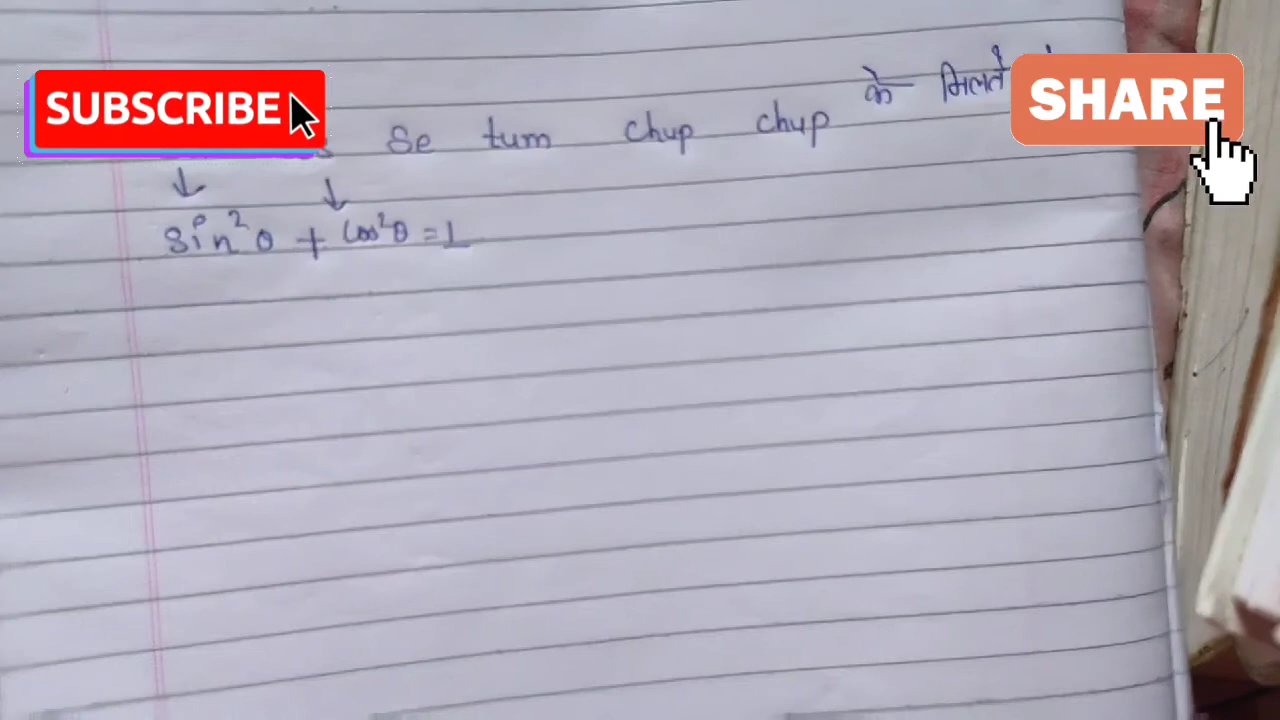 SUBSCRIBE
SHARE
se tum chup chup के मिलते
↓ ↓
sin²θ + cos²θ = 1